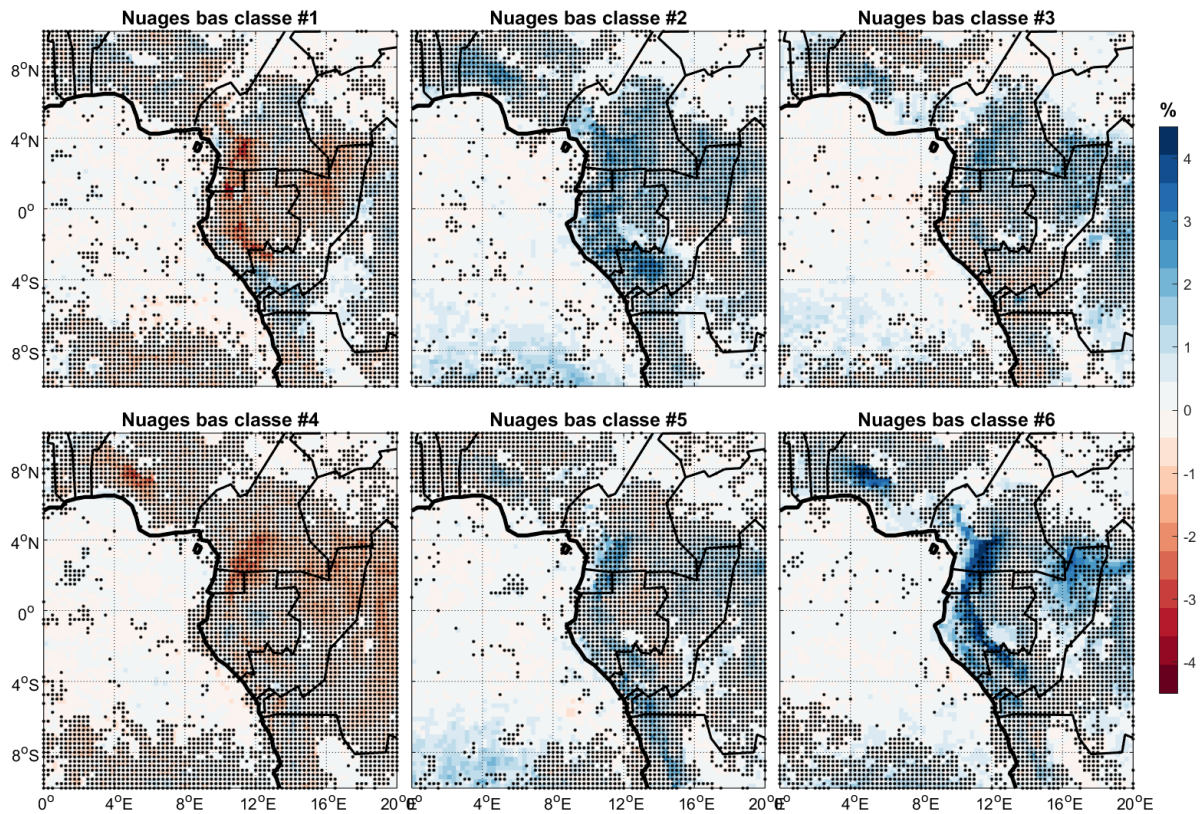 Nuages bas classe #1 Nuages bas classe #2 Nuages bas classe #3
8°N
4°N
0°
4°S
8°S
%
4
3
2
1
0
-1
-2
-3
-4
Nuages bas classe #4 Nuages bas classe #5 Nuages bas classe #6
8°N
4°N
0°
4°S
8°S
0° 4°E 8°E 12°E 16°E 20°E 4°E 8°E 12°E 16°E 20°E 4°E 8°E 12°E 16°E 20°E